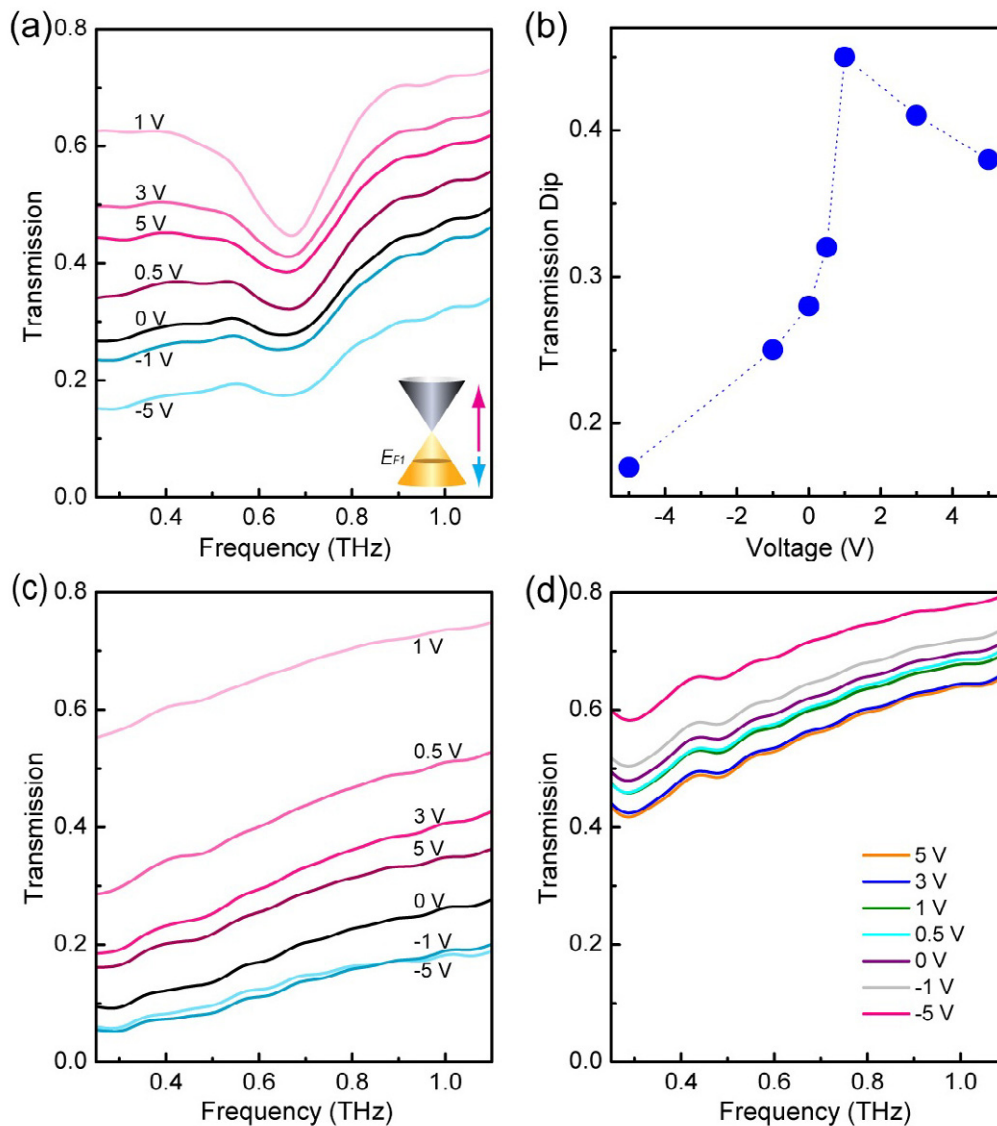 (a)
0.8
0.6
0.4
0.2
0.0
Transmission
1 V
3 V
5 V
0.5 V
0 V
-1 V
-5 V
EF1
0.4 0.6 0.8 1.0
Frequency (THz)
(b)
0.4
0.3
0.2
Transmission Dip
-4 -2 0 2 4
Voltage (V)
(c)
0.8
0.6
0.4
0.2
0.0
Transmission
1 V
0.5 V
3 V
5 V
0 V
-1 V
-5 V
0.4 0.6 0.8 1.0
Frequency (THz)
(d)
0.8
0.6
0.4
0.2
0.0
Transmission
5 V
3 V
1 V
0.5 V
0 V
-1 V
-5 V
0.4 0.6 0.8 1.0
Frequency (THz)